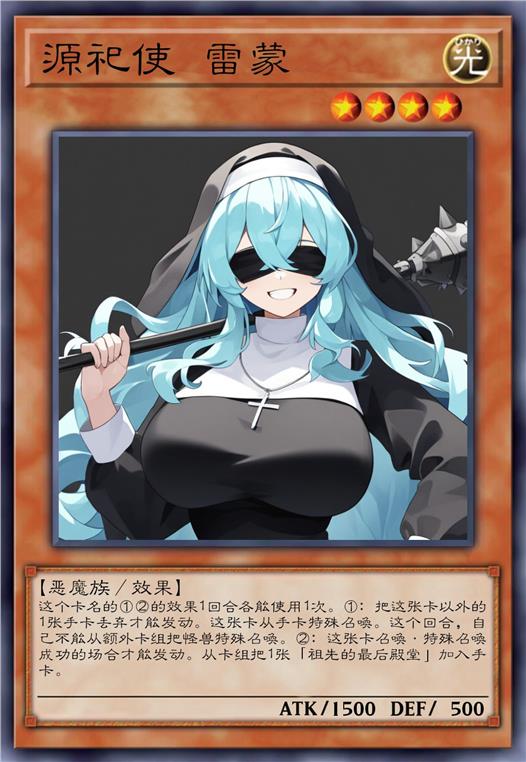 源祀使 雷蒙
ひかり
光
【恶魔族/效果】
这个卡名的①②的效果1回合各能使用1次。①：把这张卡以外的
1张手卡丢弃才能发动。这张卡从手卡特殊召唤。这个回合，自
己不能从额外卡组把怪兽特殊召唤。②：这张卡召唤·特殊召唤
成功的场合才能发动。从卡组把1张「祖先的最后殿堂」加入手
卡。
ATK/1500 DEF/ 500